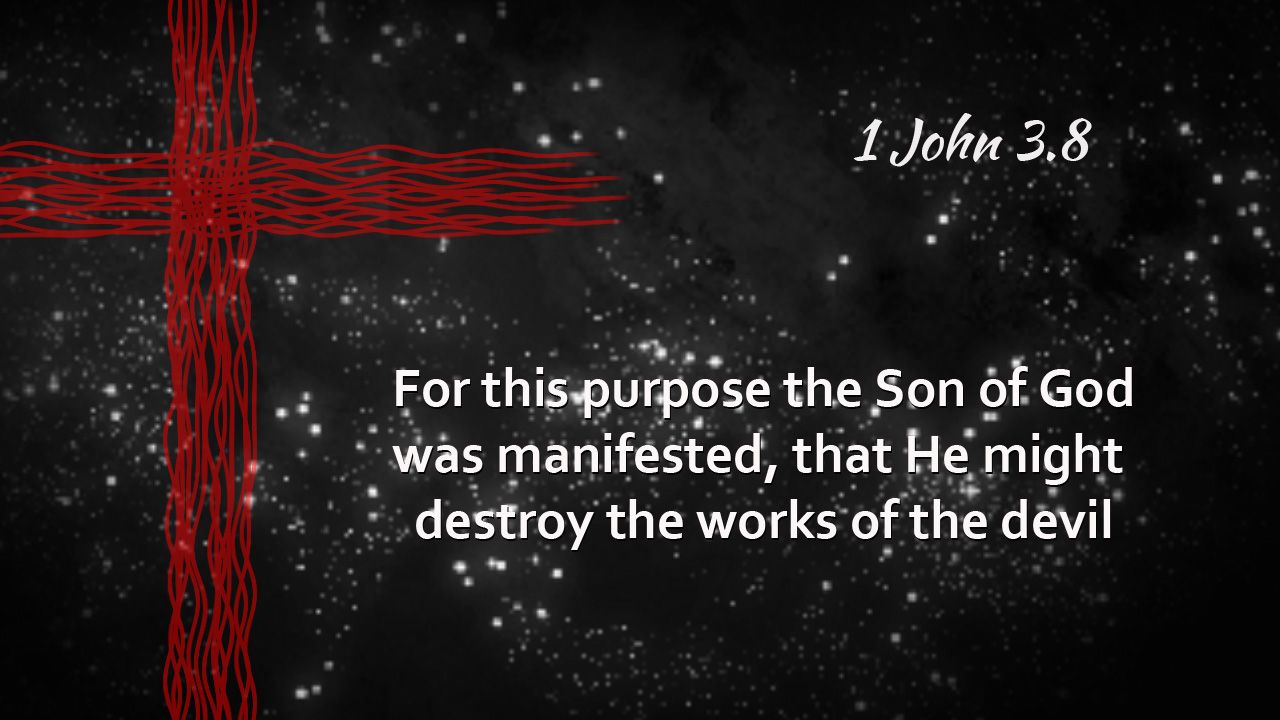 1 John 3.8
For this purpose the Son of God
was manifested, that He might
destroy the works of the devil